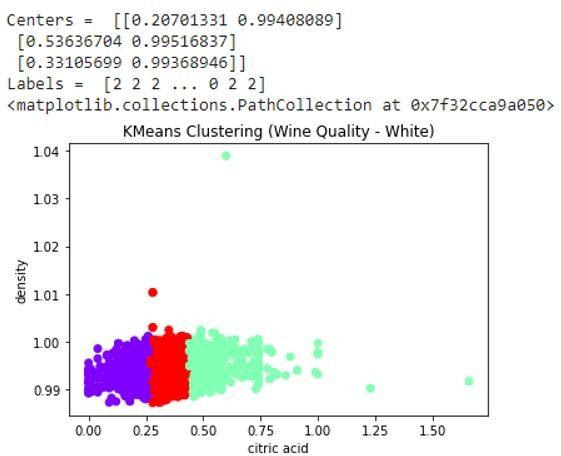 Centers =  [[0.20701331 0.99408089]
 [0.53636704 0.99516837]
 [0.33105699 0.99368946]]
Labels =  [2 2 2 ... 0 2 2]
<matplotlib.collections.PathCollection at 0x7f32cca9a050>
KMeans Clustering (Wine Quality - White)
1.04
1.03
1.02
1.01
1.00
0.99
density
0.00 0.25 0.50 0.75 1.00 1.25 1.50
citric acid